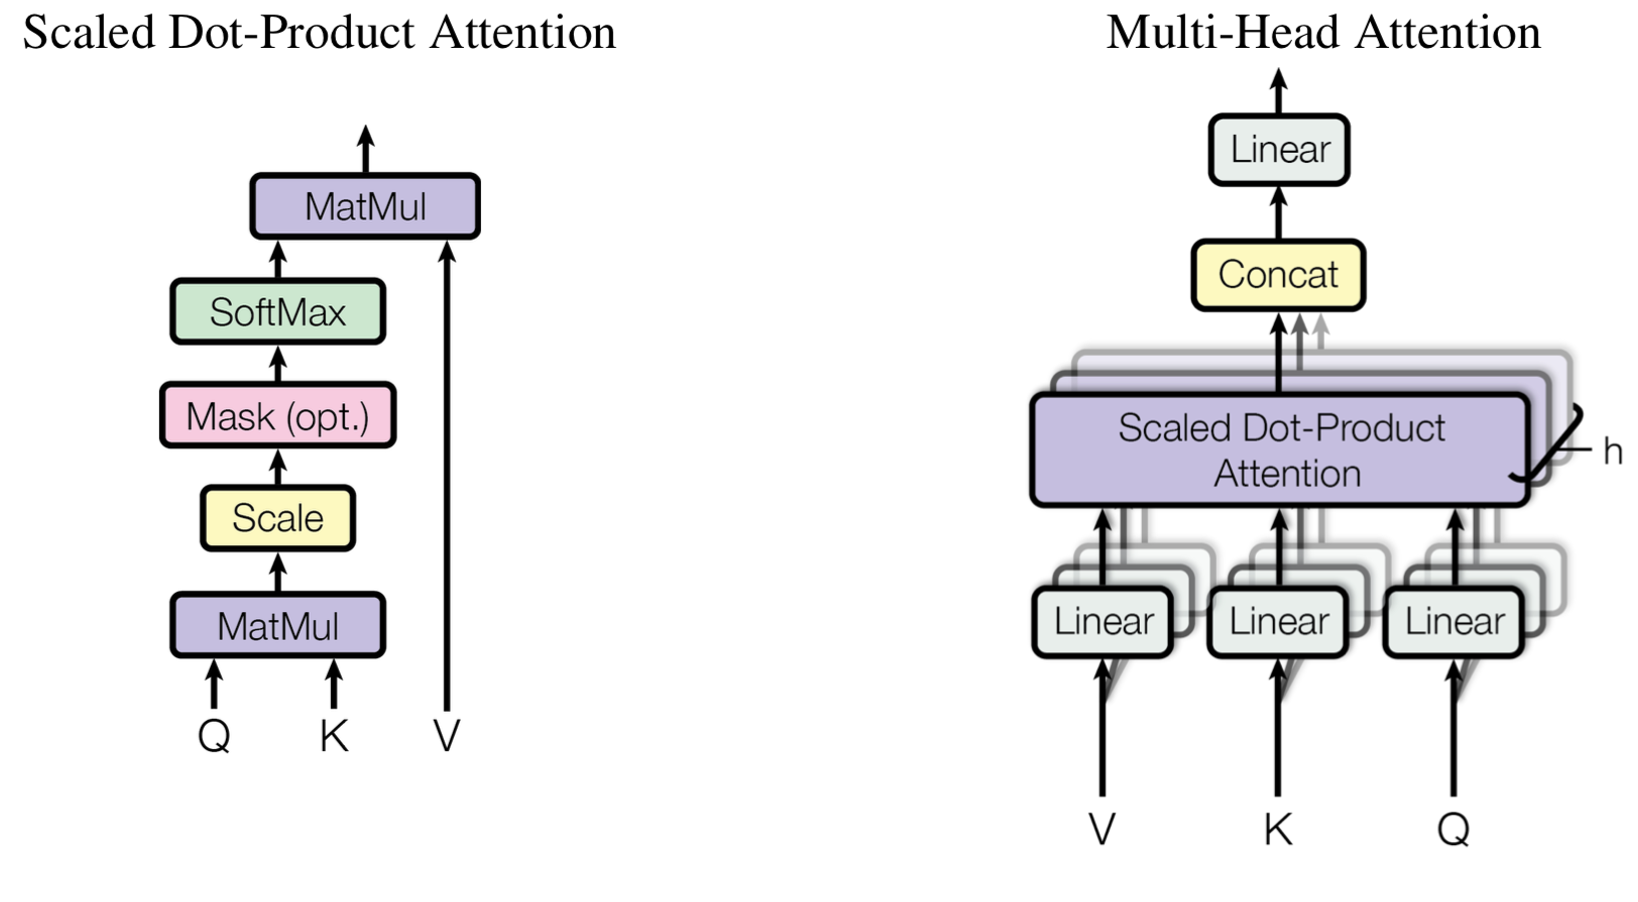 Scaled Dot-Product Attention
MatMul
SoftMax
Mask (opt.)
Scale
MatMul
Q K V
Multi-Head Attention
Linear
Concat
Scaled Dot-Product
Attention
h
Linear Linear Linear
V K Q